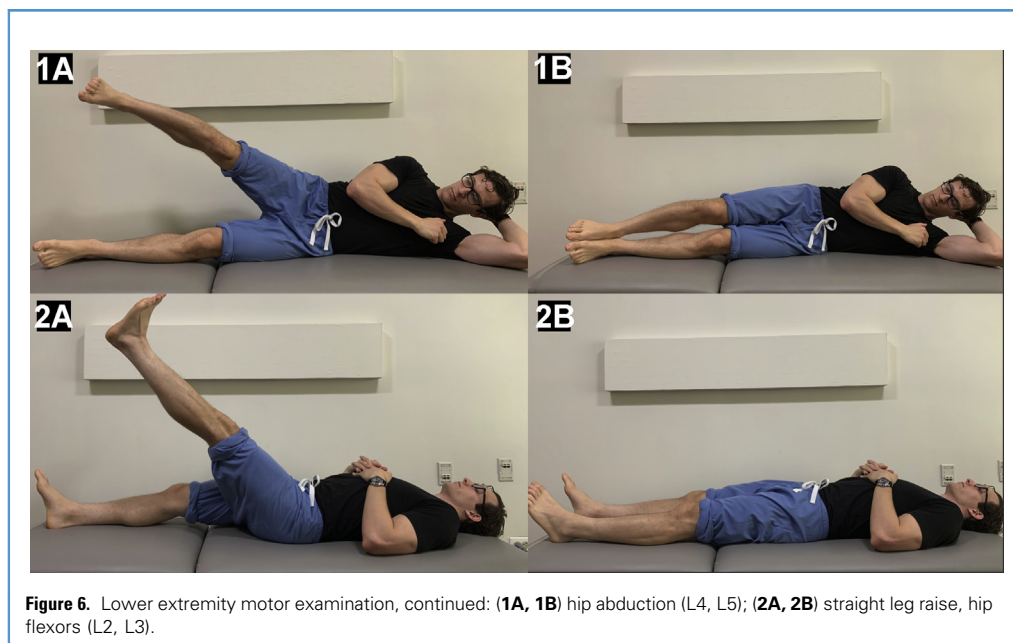 1A
1B
2A
2B
Figure 6. Lower extremity motor examination, continued: (1A, 1B) hip abduction (L4, L5); (2A, 2B) straight leg raise, hip
flexors (L2, L3).